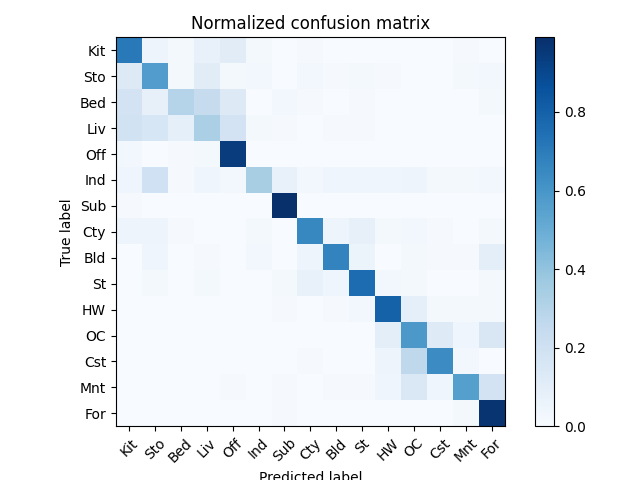 Normalized confusion matrix
Kit
Sto
Bed
Liv
Off
Ind
Sub
Cty
Bld
St
HW
OC
Cst
Mnt
For
True label
Kit Sto Bed Liv Off Ind Sub Cty Bld St HW OC Cst Mnt For
Predicted label
0.8
0.6
0.4
0.2
0.0